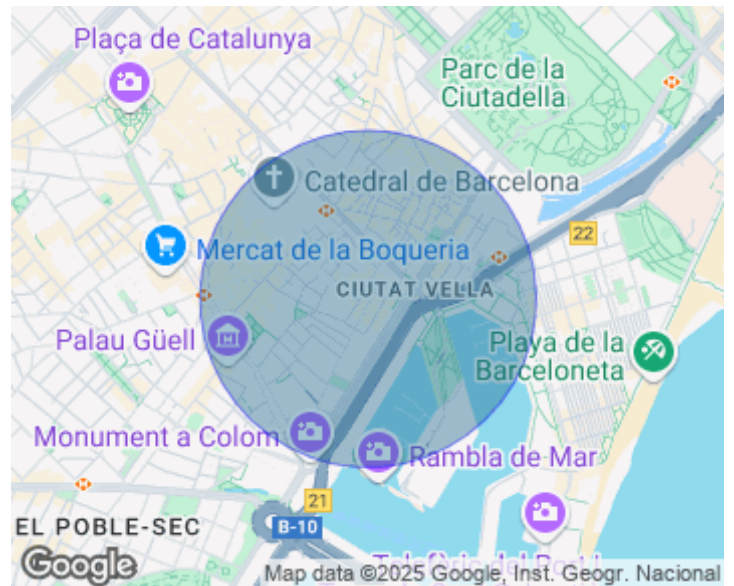 Plaça de Catalunya
Parc de la
Ciutadella
Catedral de Barcelona
22
Mercat de la Boqueria
CIUTAT VELLA
Palau Güell
Playa de la
Barceloneta
Monument a Colom
Rambla de Mar
21
EL POBLE-SEC
B-10
Google
Map data ©2025 Google, Inst. Geogr. Nacional